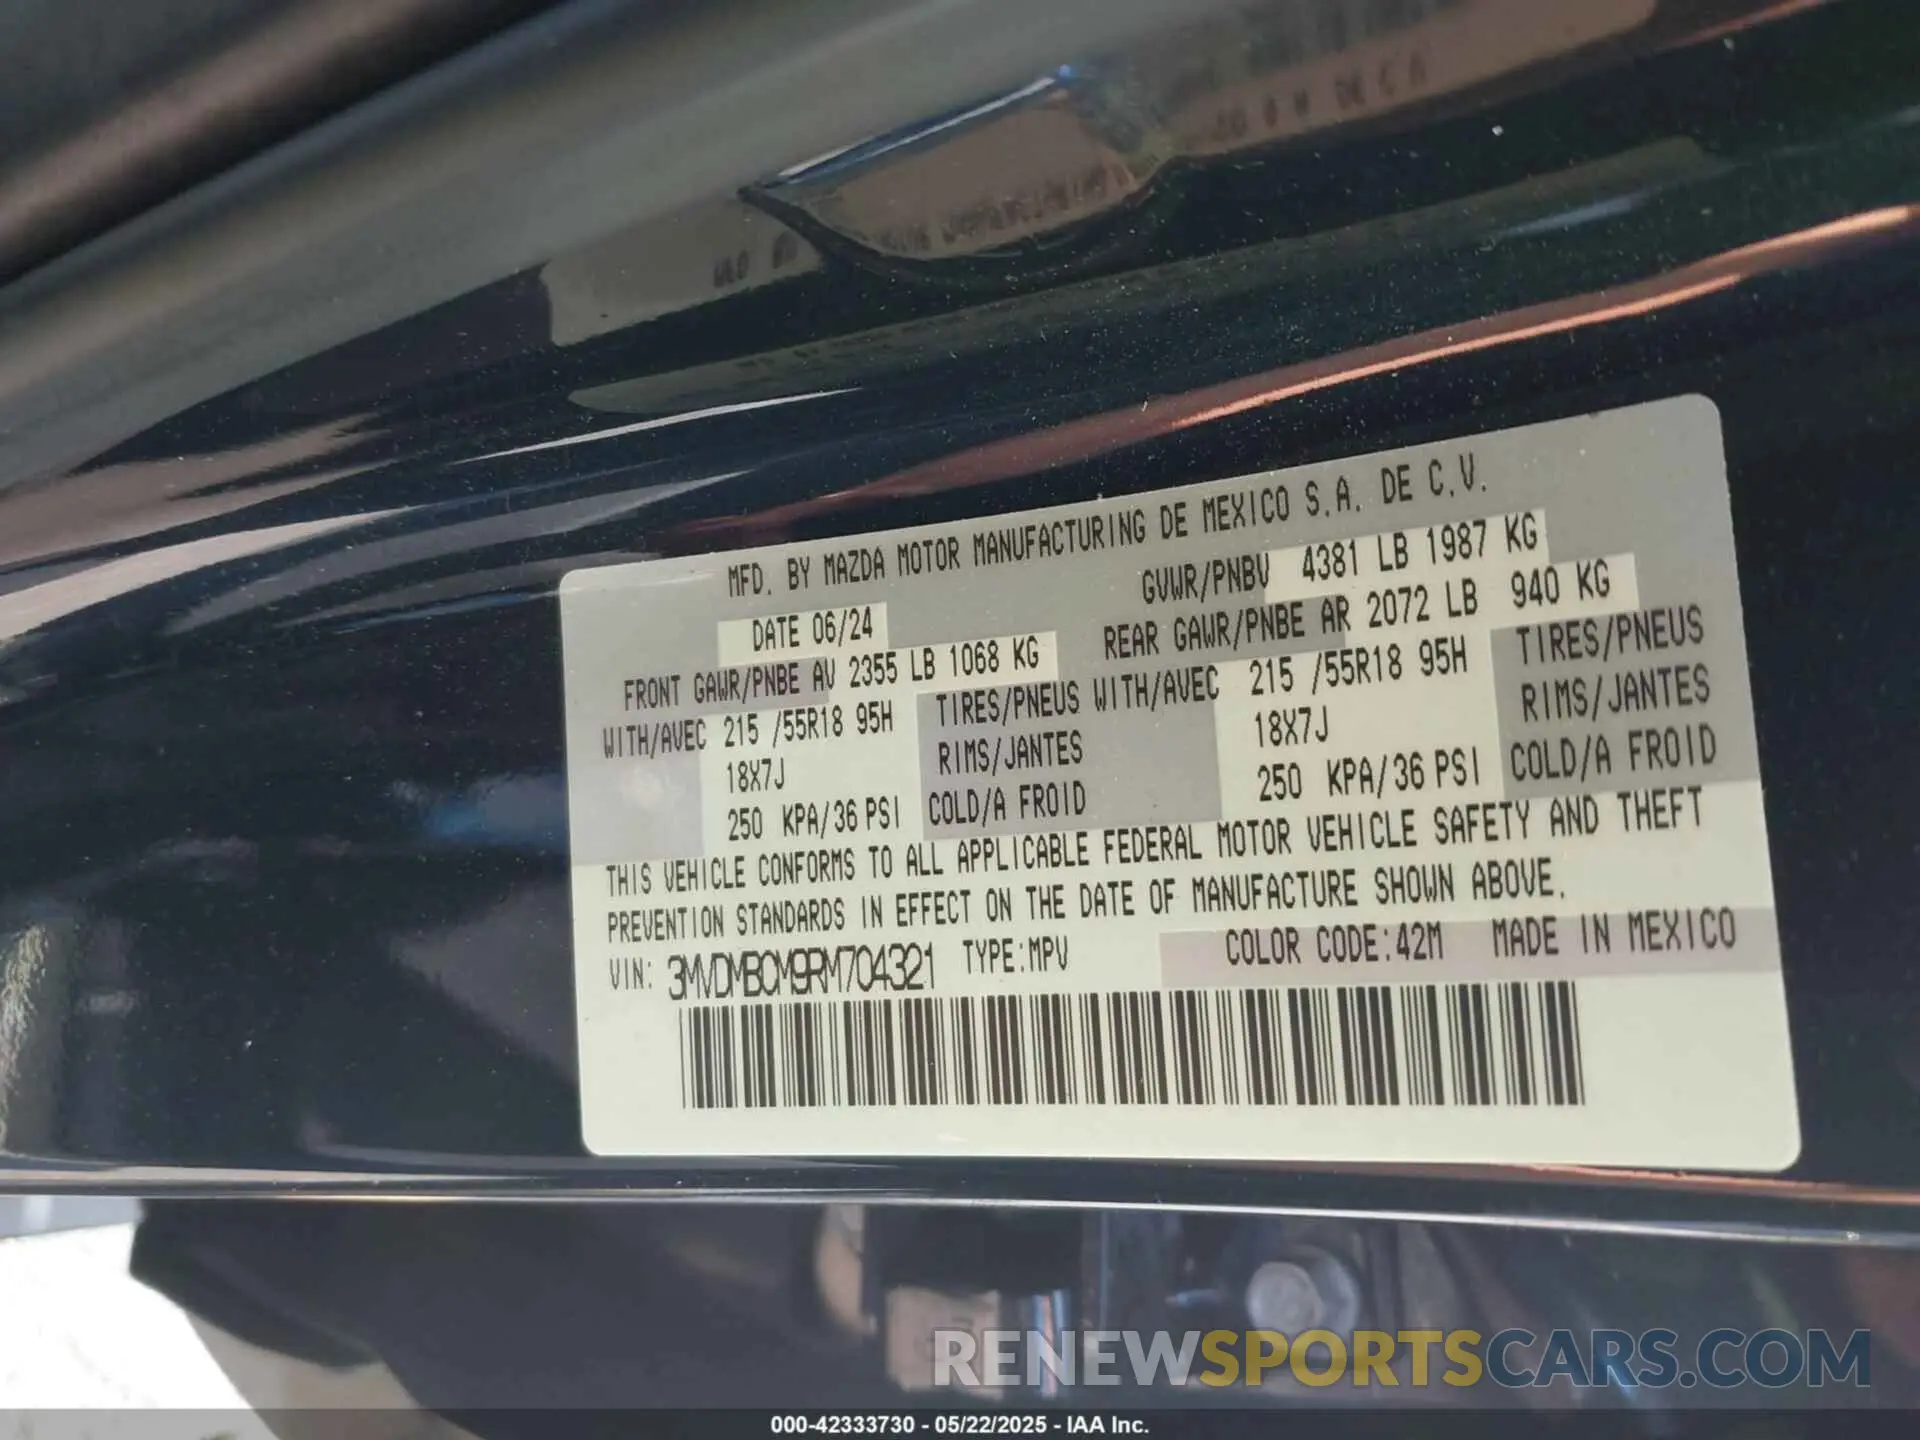 MFD. BY MAZDA MOTOR MANUFACTURING DE MEXICO S.A. DE C.V.
DATE 06/24 GVWR/PNBV 4381 LB 1987 KG
FRONT GAWR/PNBE AV 2355 LB 1068 KG REAR GAWR/PNBE AR 2072 LB 940 KG
WITH/AVEC 215 /55R18 95H TIRES/PNEUS WITH/AVEC 215 /55R18 95H TIRES/PNEUS
18X7J RIMS/JANTES 18X7J RIMS/JANTES
250 KPA/36 PSI COLD/A FROID 250 KPA/36 PSI COLD/A FROID
THIS VEHICLE CONFORMS TO ALL APPLICABLE FEDERAL MOTOR VEHICLE SAFETY AND THEFT
PREVENTION STANDARDS IN EFFECT ON THE DATE OF MANUFACTURE SHOWN ABOVE.
VIN: 3MVDMBCM9RM704321 TYPE:MPV COLOR CODE:42M MADE IN MEXICO
RENEWSPORTSCARS.COM
000-42333730 - 05/22/2025 - IAA Inc.